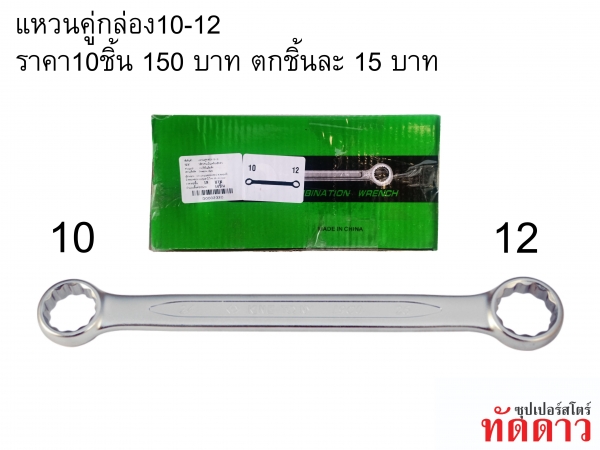 แหวนคู่กล่อง10-12
ราคา10ชิ้น 150 บาท ตกชิ้นละ 15 บาท
10 12
BINATION - WRENCH
MADE IN CHINA
10 12
ซุปเปอร์สโตร์
ทัดดาว